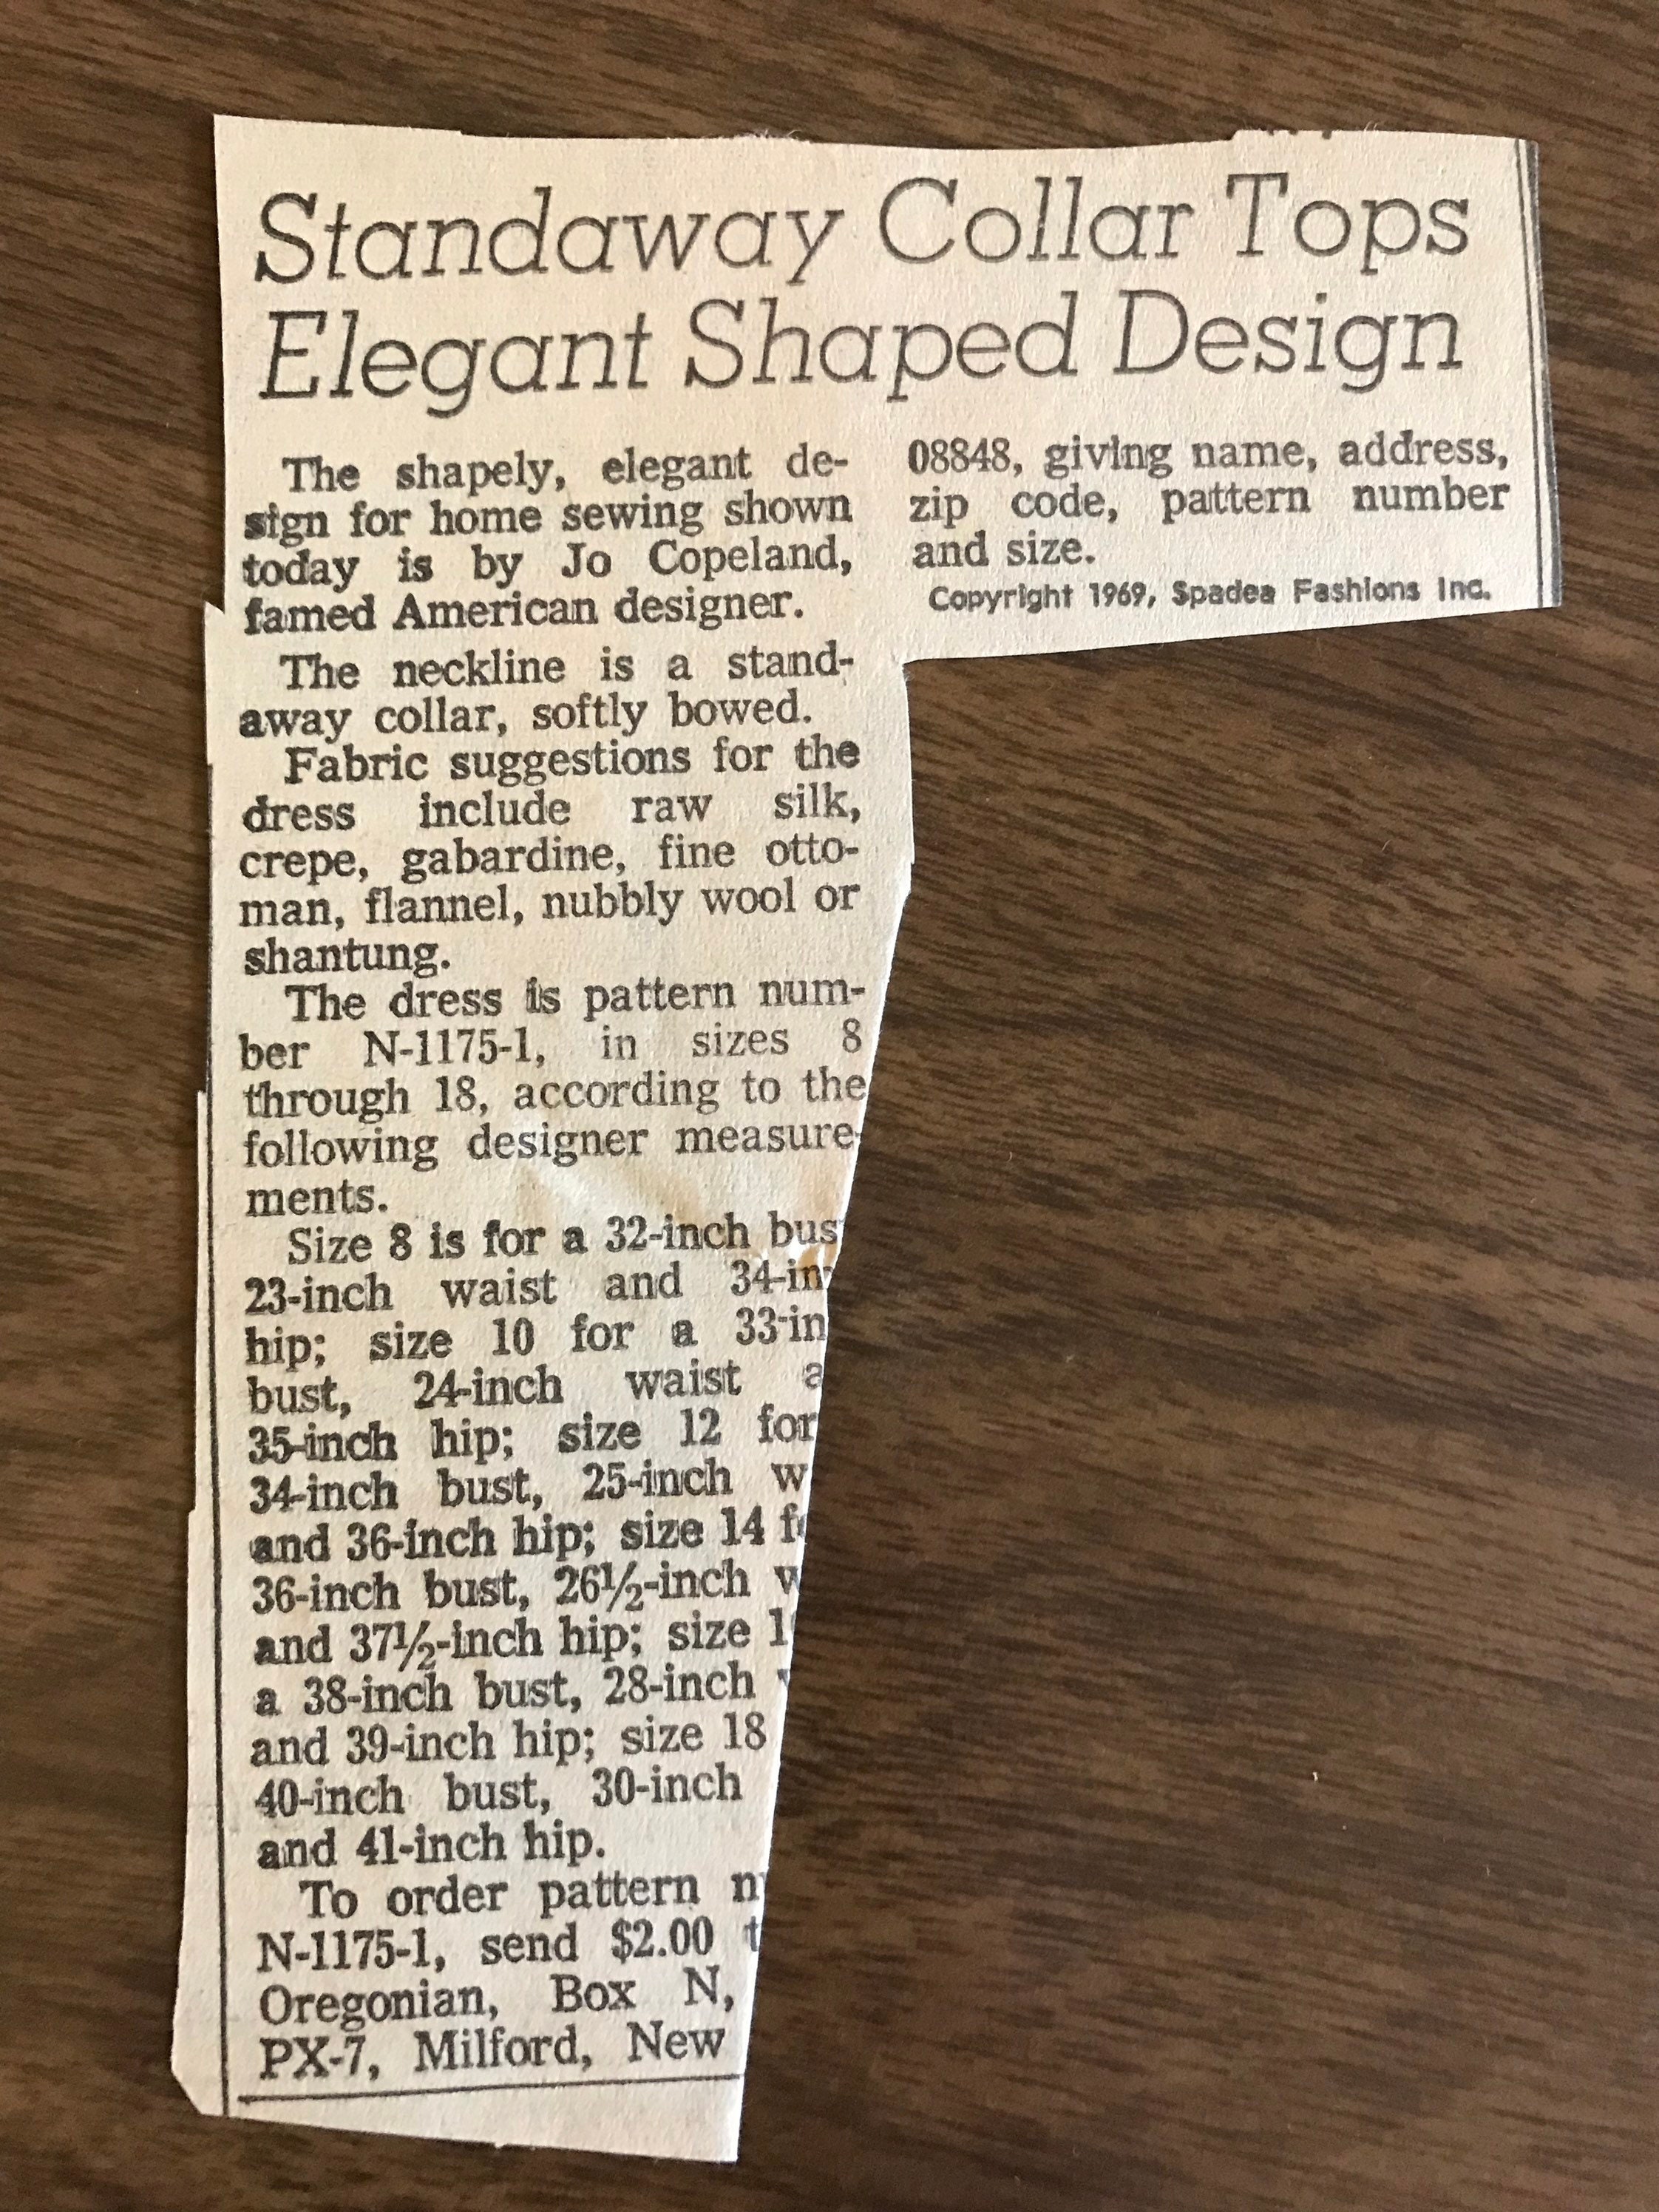 Standaway Collar Tops
Elegant Shaped Design
The shapely, elegant de-
sign for home sewing shown
today is by Jo Copeland,
famed American designer.
The neckline is a stand-
away collar, softly bowed.
Fabric suggestions for the
dress include raw silk,
crepe, gabardine, fine otto-
man, flannel, nubbly wool or
shantung.
The dress is pattern num-
ber N-1175-1, in sizes 8
through 18, according to the
following designer measure-
ments.
Size 8 is for a 32-inch bus
23-inch waist and 34-in
hip; size 10 for a 33-in
bust, 24-inch waist a
35-inch hip; size 12 for
34-inch bust, 25-inch w
and 36-inch hip; size 14 f
36-inch bust, 26½-inch w
and 37½-inch hip; size 1
a 38-inch bust, 28-inch
and 39-inch hip; size 18
40-inch bust, 30-inch
and 41-inch hip.
To order pattern n
N-1175-1, send $2.00 t
Oregonian, Box N,
PX-7, Milford, New
08848, giving name, address,
zip code, pattern number
and size.
Copyright 1969, Spadea Fashions Inc.